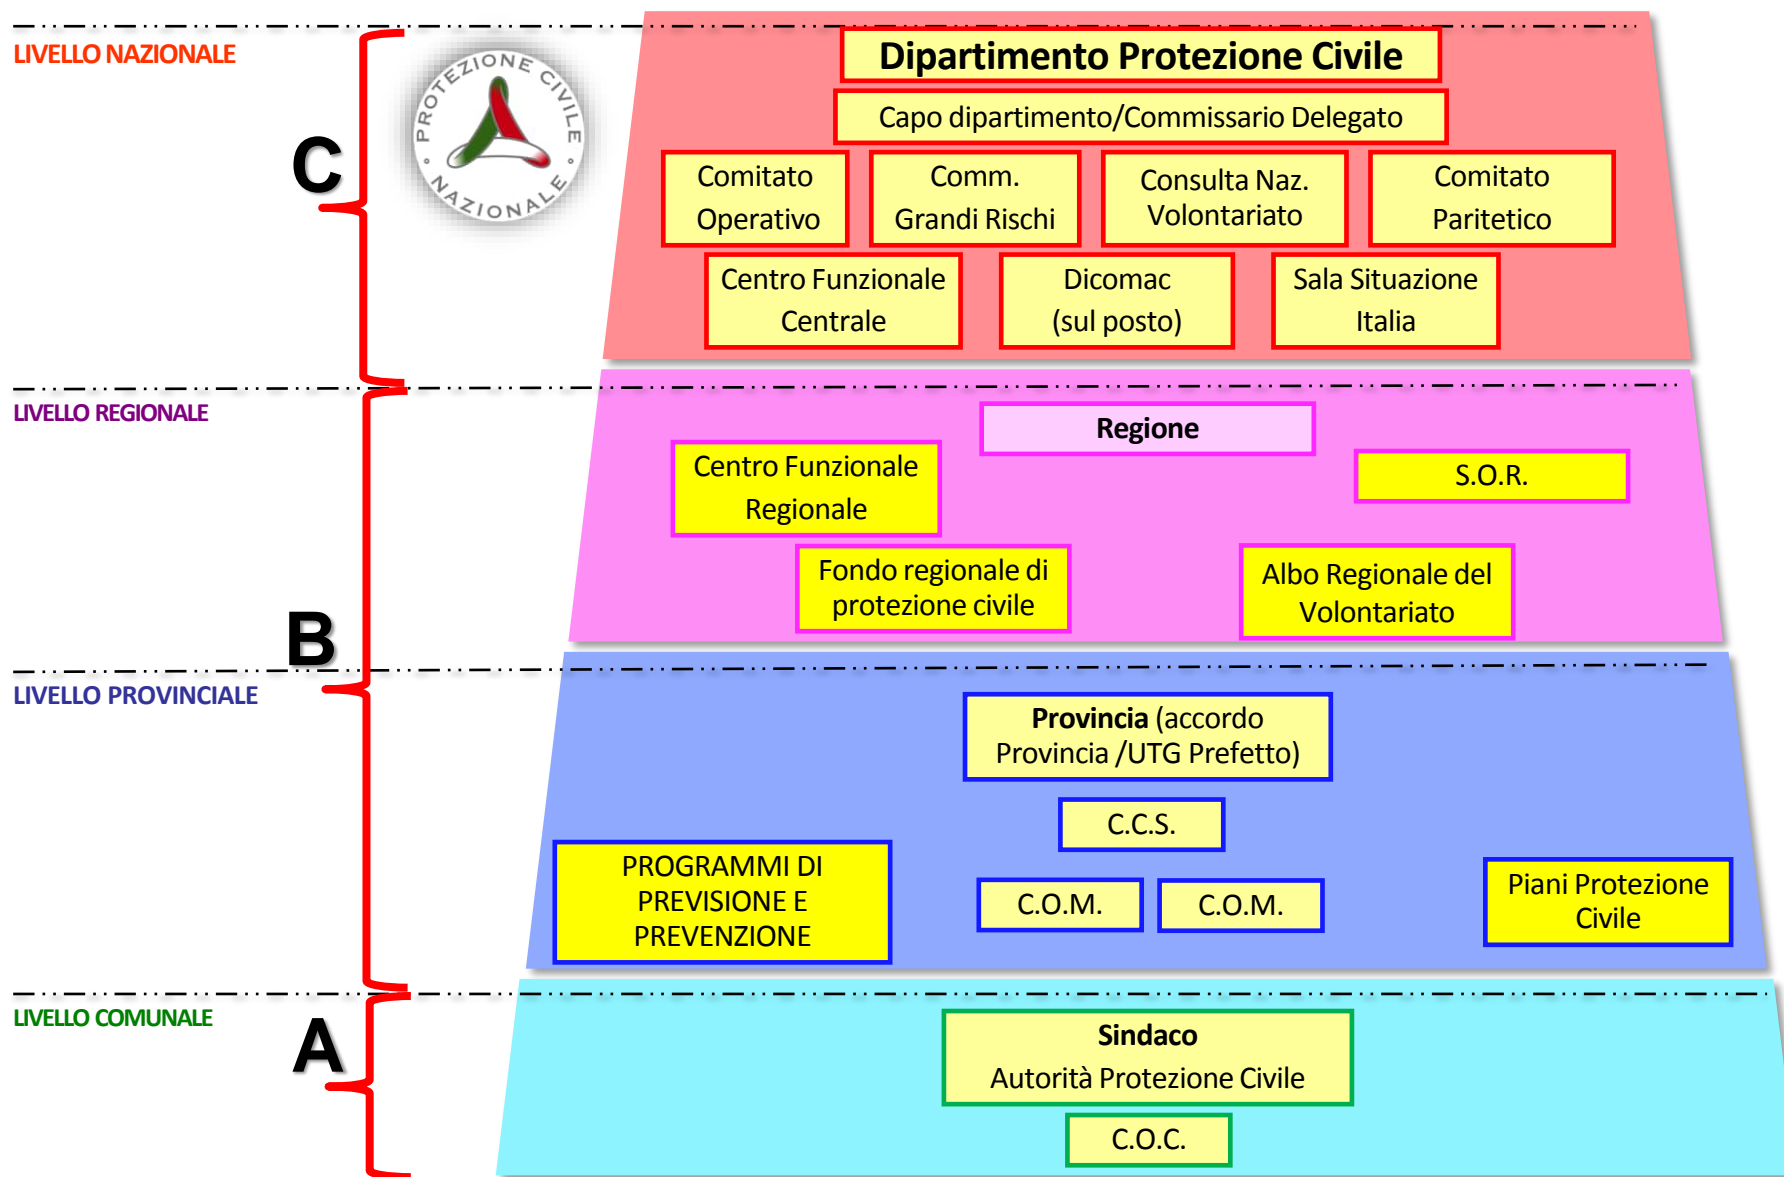 LIVELLO NAZIONALE
C
PROTEZIONE CIVILE
NAZIONALE
Dipartimento Protezione Civile
Capo dipartimento/Commissario Delegato
Comitato
Operativo
Comm.
Grandi Rischi
Consulta Naz.
Volontariato
Comitato
Paritetico
Centro Funzionale
Centrale
Dicomac
(sul posto)
Sala Situazione
Italia
LIVELLO REGIONALE
B
Regione
Centro Funzionale
Regionale
S.O.R.
Fondo regionale di
protezione civile
Albo Regionale del
Volontariato
LIVELLO PROVINCIALE
Provincia (accordo
Provincia /UTG Prefetto)
C.C.S.
PROGRAMMI DI
PREVISIONE E
PREVENZIONE
C.O.M.
C.O.M.
Piani Protezione
Civile
LIVELLO COMUNALE
A
Sindaco
Autorità Protezione Civile
C.O.C.